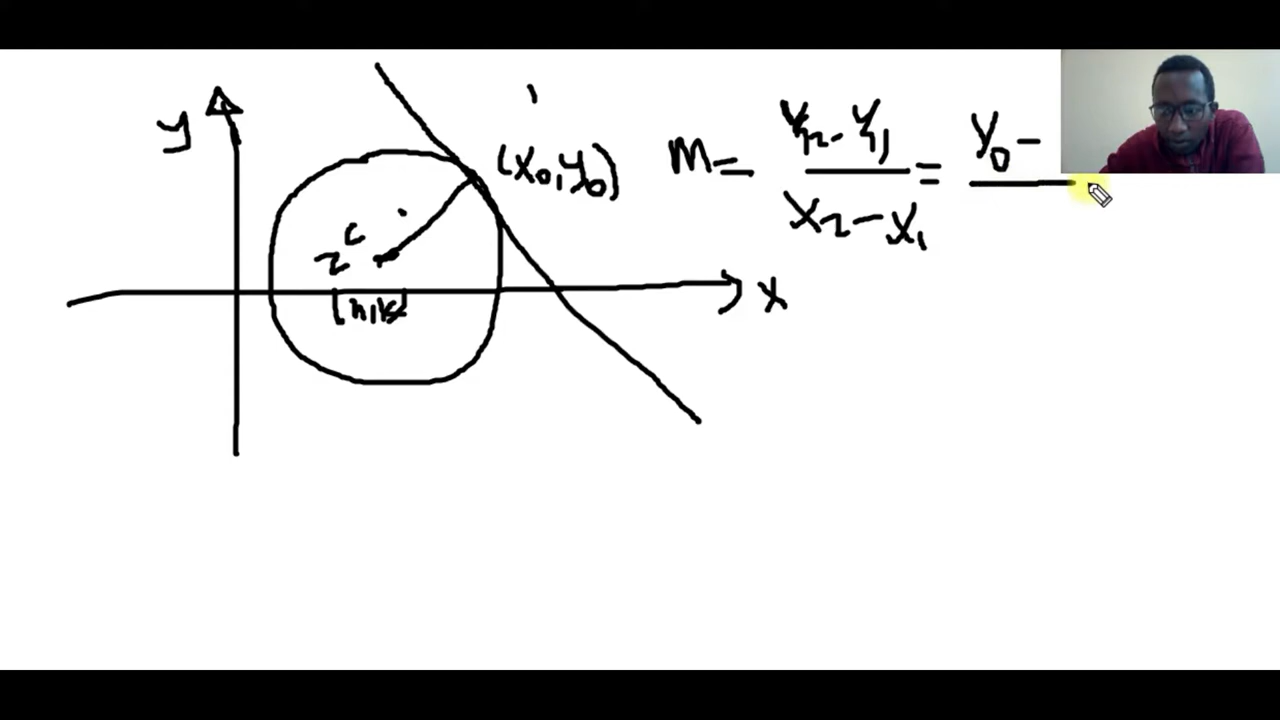 y
(x₀, y₀)
m = (y₂ - y₁)/(x₂ - x₁) = y₀ -
C
(h,k)
x